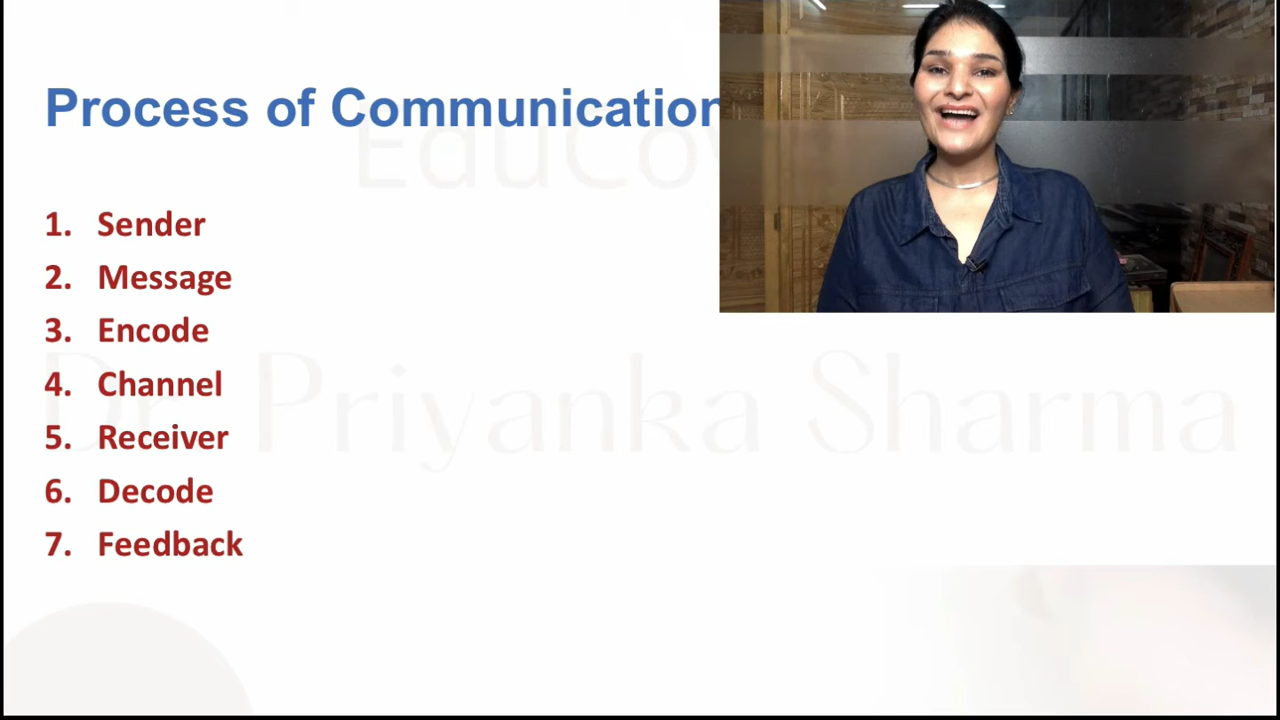 Process of Communication
EduCo
1. Sender
2. Message
3. Encode
4. Channel
Dr. Priyanka Sharma
5. Receiver
6. Decode
7. Feedback